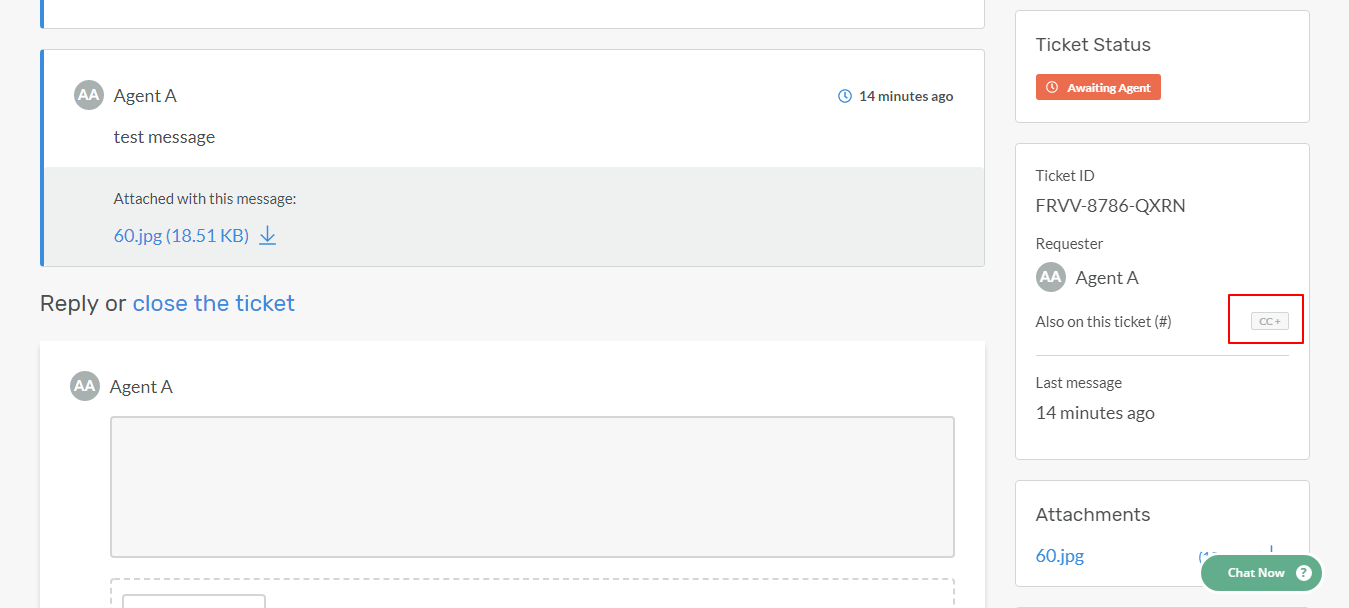 AA Agent A
14 minutes ago
test message
Attached with this message:
60.jpg (18.51 KB)
Reply or close the ticket
AA Agent A
Ticket Status
Awaiting Agent
Ticket ID
FRVV-8786-QXRN
Requester
AA Agent A
Also on this ticket (#)
CC +
Last message
14 minutes ago
Attachments
60.jpg
Chat Now ?